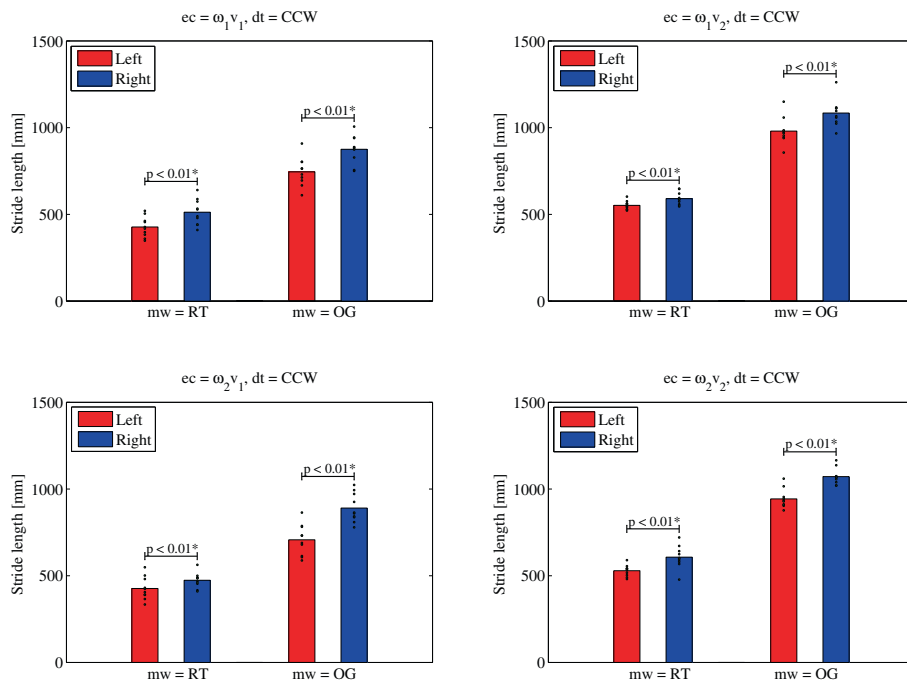 ec = ω₁v₁, dt = CCW
1500
1000
500
0
Stride length [mm]
Left
Right
p < 0.01*
p < 0.01*
mw = RT
mw = OG
ec = ω₁v₂, dt = CCW
1500
1000
500
0
Stride length [mm]
Left
Right
p < 0.01*
p < 0.01*
mw = RT
mw = OG
ec = ω₂v₁, dt = CCW
1500
1000
500
0
Stride length [mm]
Left
Right
p < 0.01*
p < 0.01*
mw = RT
mw = OG
ec = ω₂v₂, dt = CCW
1500
1000
500
0
Stride length [mm]
Left
Right
p < 0.01*
p < 0.01*
mw = RT
mw = OG